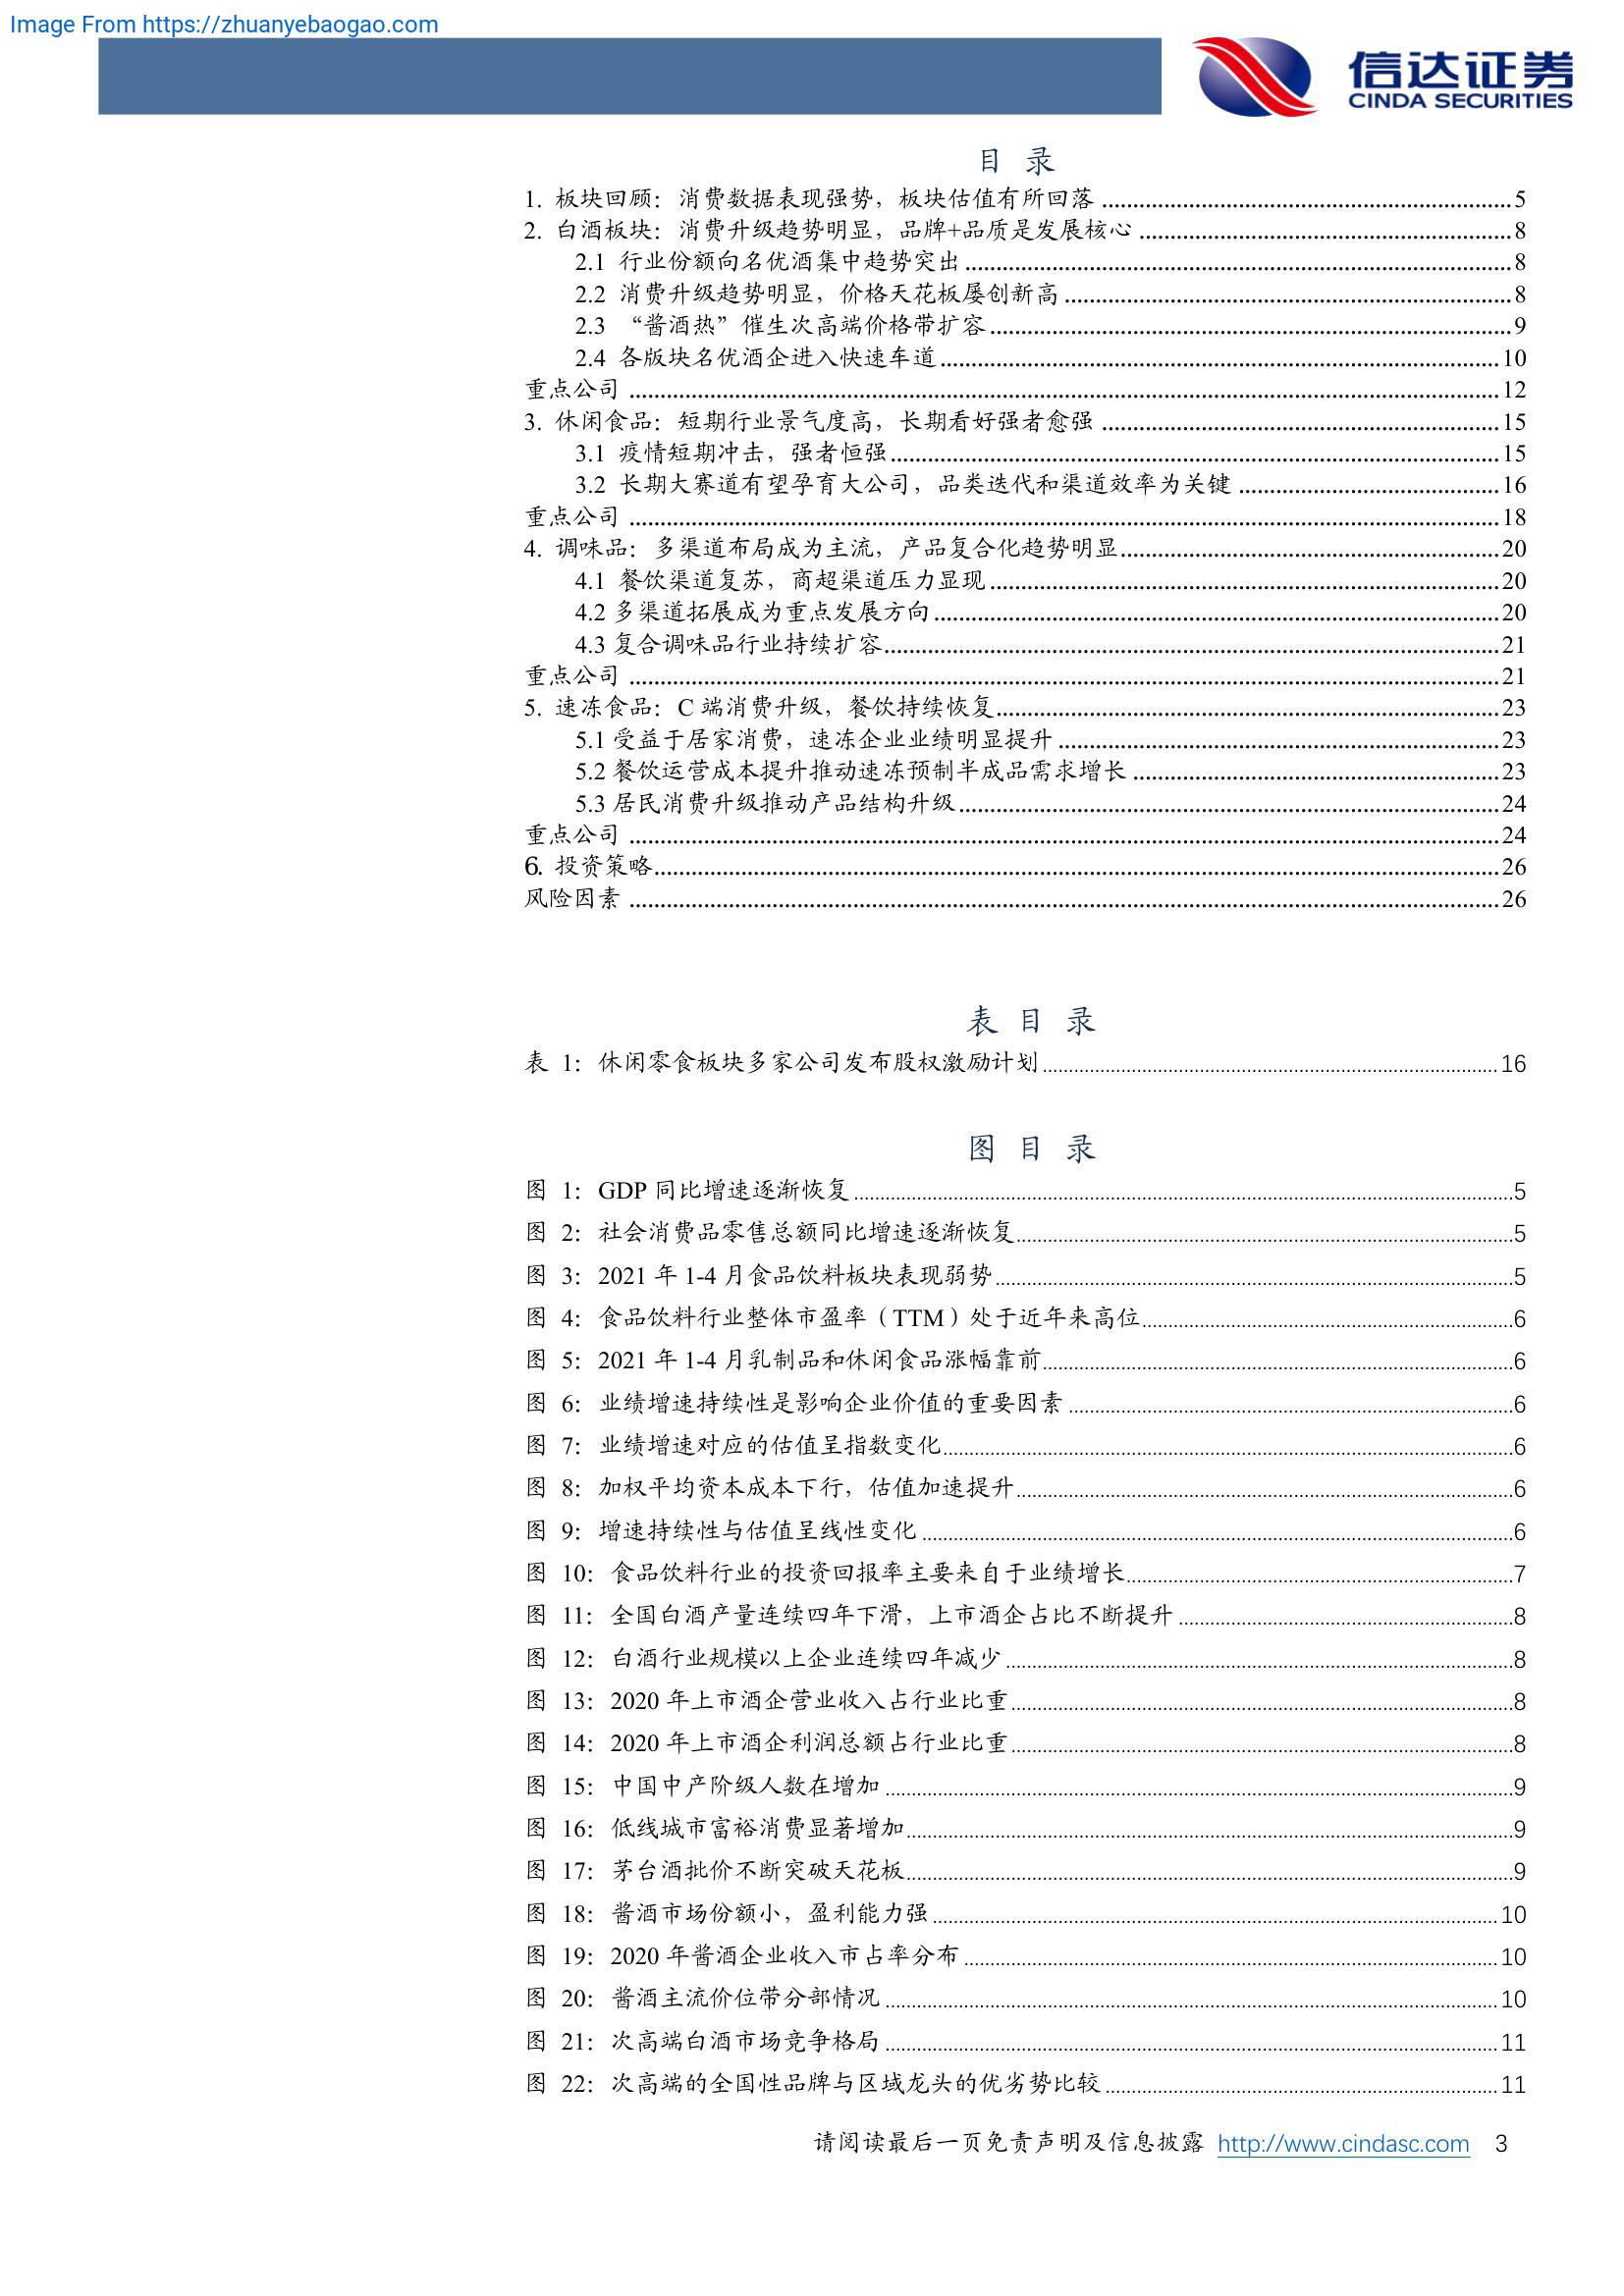 Image From https://zhuanyebaogao.com
信达证券
CINDA SECURITIES
目 录
1. 板块回顾：消费数据表现强势，板块估值有所回落 5
2. 白酒板块：消费升级趋势明显，品牌+品质是发展核心 8
2.1 行业份额向名优酒集中趋势突出 8
2.2 消费升级趋势明显，价格天花板屡创新高 8
2.3 “酱酒热”催生次高端价格带扩容 9
2.4 各版块名优酒企进入快速车道 10
重点公司 12
3. 休闲食品：短期行业景气度高，长期看好强者愈强 15
3.1 疫情短期冲击，强者恒强 15
3.2 长期大赛道有望孕育大公司，品类迭代和渠道效率为关键 16
重点公司 18
4. 调味品：多渠道布局成为主流，产品复合化趋势明显 20
4.1 餐饮渠道复苏，商超渠道压力显现 20
4.2 多渠道拓展成为重点发展方向 20
4.3 复合调味品行业持续扩容 21
重点公司 21
5. 速冻食品：C 端消费升级，餐饮持续恢复 23
5.1 受益于居家消费，速冻企业业绩明显提升 23
5.2 餐饮运营成本提升推动速冻预制半成品需求增长 23
5.3 居民消费升级推动产品结构升级 24
重点公司 24
6. 投资策略 26
风险因素 26
表 目 录
表 1：休闲零食板块多家公司发布股权激励计划 16
图 目 录
图 1：GDP 同比增速逐渐恢复 5
图 2：社会消费品零售总额同比增速逐渐恢复 5
图 3：2021 年 1-4 月食品饮料板块表现弱势 5
图 4：食品饮料行业整体市盈率（TTM）处于近年来高位 6
图 5：2021 年 1-4 月乳制品和休闲食品涨幅靠前 6
图 6：业绩增速持续性是影响企业价值的重要因素 6
图 7：业绩增速对应的估值呈指数变化 6
图 8：加权平均资本成本下行，估值加速提升 6
图 9：增速持续性与估值呈线性变化 6
图 10：食品饮料行业的投资回报率主要来自于业绩增长 7
图 11：全国白酒产量连续四年下滑，上市酒企占比不断提升 8
图 12：白酒行业规模以上企业连续四年减少 8
图 13：2020 年上市酒企营业收入占行业比重 8
图 14：2020 年上市酒企利润总额占行业比重 8
图 15：中国中产阶级人数在增加 9
图 16：低线城市富裕消费显著增加 9
图 17：茅台酒批价不断突破天花板 9
图 18：酱酒市场份额小，盈利能力强 10
图 19：2020 年酱酒企业收入市占率分布 10
图 20：酱酒主流价位带分部情况 10
图 21：次高端白酒市场竞争格局 11
图 22：次高端的全国性品牌与区域龙头的优劣势比较 11
请阅读最后一页免责声明及信息披露 http://www.cindasc.com 3